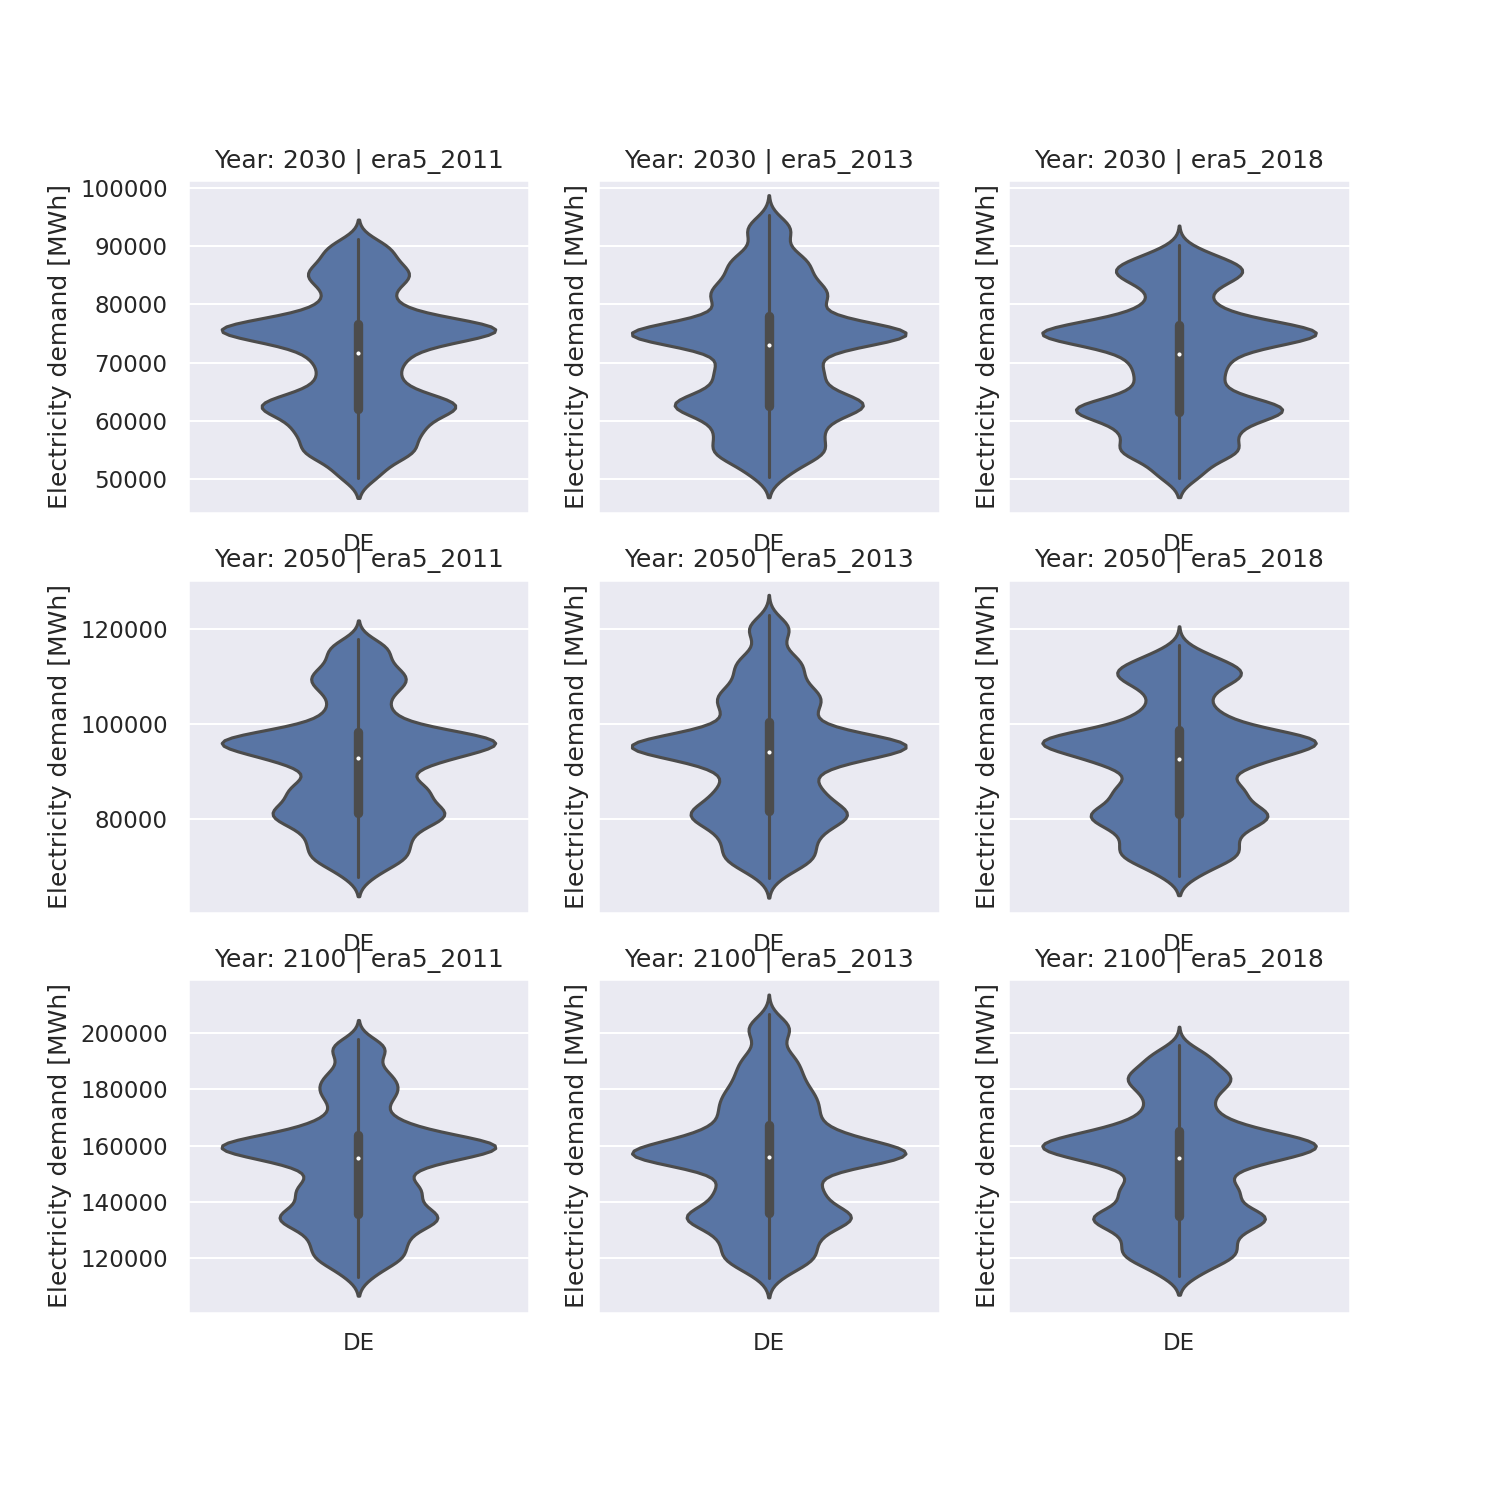 Year: 2030 | era5_2011
Year: 2030 | era5_2013
Year: 2030 | era5_2018
Electricity demand [MWh]
100000
90000
80000
70000
60000
50000
Electricity demand [MWh]
Electricity demand [MWh]
DE
DE
DE
Year: 2050 | era5_2011
Year: 2050 | era5_2013
Year: 2050 | era5_2018
Electricity demand [MWh]
120000
100000
80000
Electricity demand [MWh]
Electricity demand [MWh]
DE
DE
DE
Year: 2100 | era5_2011
Year: 2100 | era5_2013
Year: 2100 | era5_2018
Electricity demand [MWh]
200000
180000
160000
140000
120000
Electricity demand [MWh]
Electricity demand [MWh]
DE
DE
DE